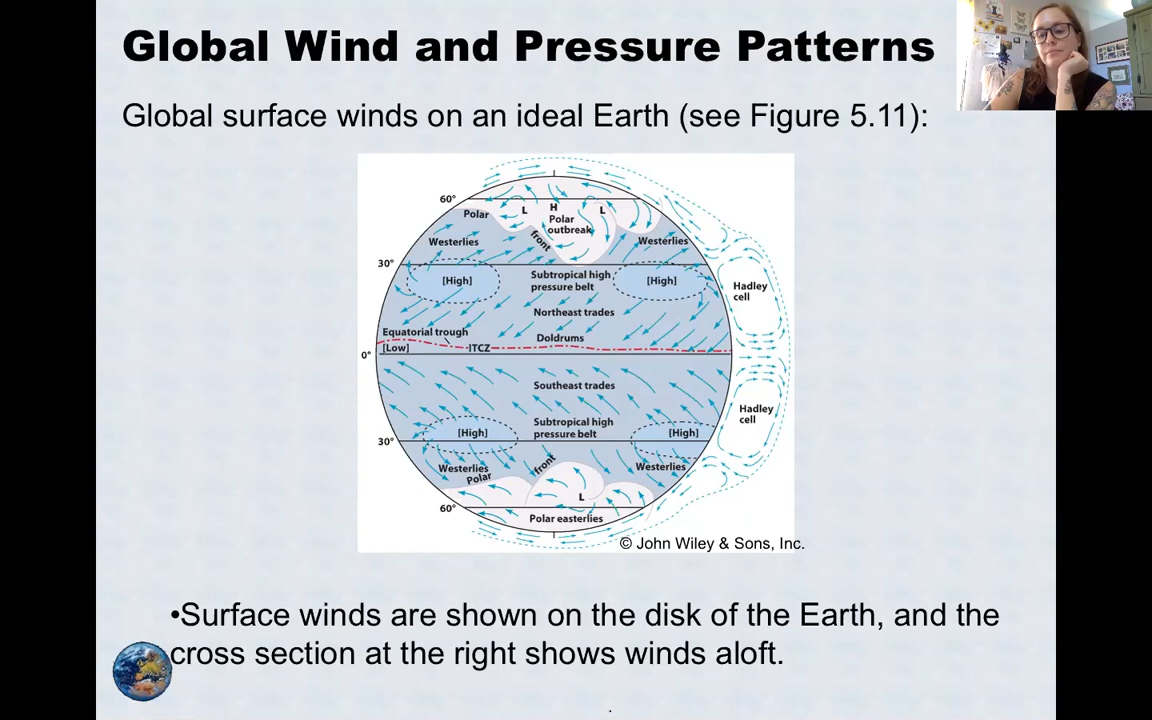 Global Wind and Pressure Patterns
Global surface winds on an ideal Earth (see Figure 5.11):
60°
Polar
L
H
L
Polar
outbreak
front
Westerlies
Westerlies
30°
[High]
Subtropical high
pressure belt
[High]
Hadley
cell
Northeast trades
Equatorial trough
Doldrums
[Low]
ITCZ
0°
Southeast trades
Hadley
cell
Subtropical high
pressure belt
[High]
[High]
30°
Westerlies
Polar
front
Westerlies
L
60°
Polar easterlies
© John Wiley & Sons, Inc.
•Surface winds are shown on the disk of the Earth, and the
cross section at the right shows winds aloft.
.